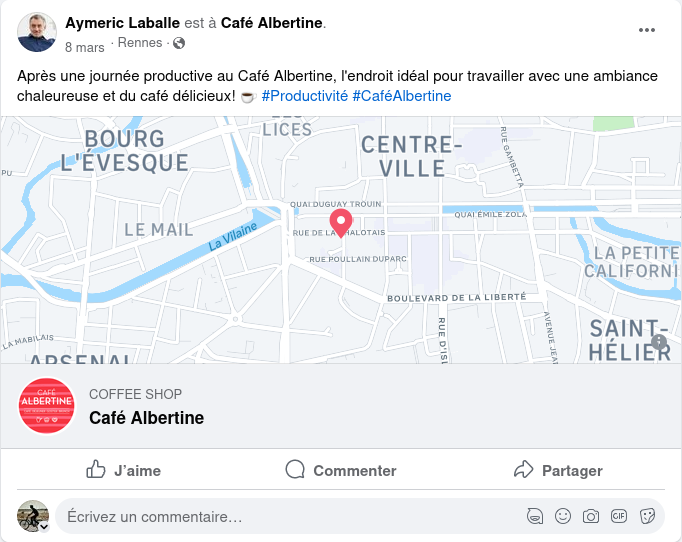 Aymeric Laballe est à Café Albertine.
8 mars · Rennes ·
Après une journée productive au Café Albertine, l'endroit idéal pour travailler avec une ambiance
chaleureuse et du café délicieux! ☕ #Productivité #CaféAlbertine
LICES
BOURG
L'ÉVESQUE
CENTRE-
VILLE
RUE GAMBETTA
PU
QUAI DUGUAY TROUIN
QUAI ÉMILE ZOLA
LE MAIL
La Vilaine
RUE DE LA CHALOTAIS
RUE POULLAIN DUPARC
LA PETITE
CALIFORNI
BOULEVARD DE LA LIBERTÉ
RUE D'IS
AVENUE JEA
SAINT-
HÉLIER
LA MABILAIS
ARSENAL
CAFÉ
ALBERTINE
COFFEE SHOP
Café Albertine
J'aime
Commenter
Partager
Écrivez un commentaire…
GIF